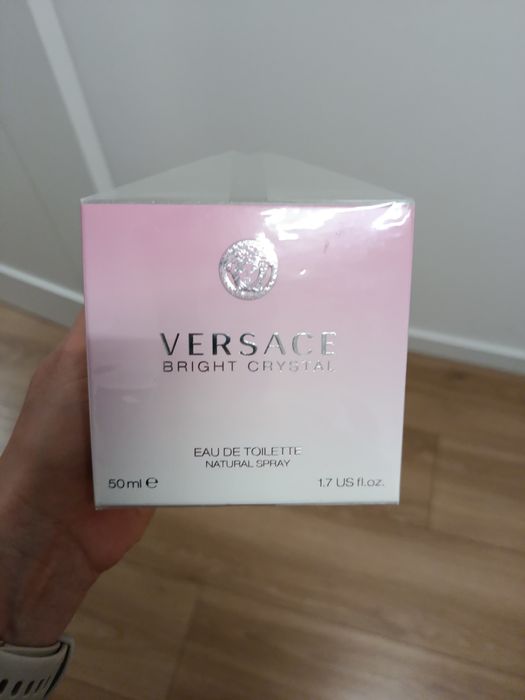 VERSACE
BRIGHT CRYSTAL
EAU DE TOILETTE
NATURAL SPRAY
50 ml ℮ 1.7 US fl.oz.